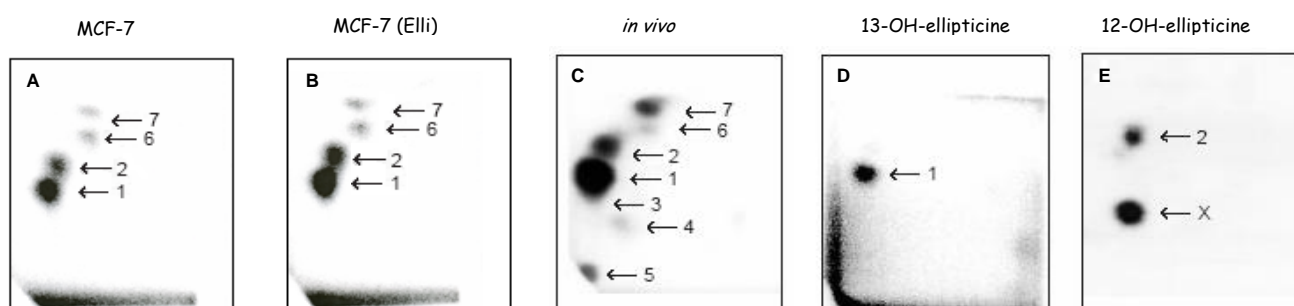 MCF-7
MCF-7 (Elli)
in vivo
13-OH-ellipticine
12-OH-ellipticine
A
7
6
2
1
B
7
6
2
1
C
7
6
2
1
3
4
5
D
1
E
2
X